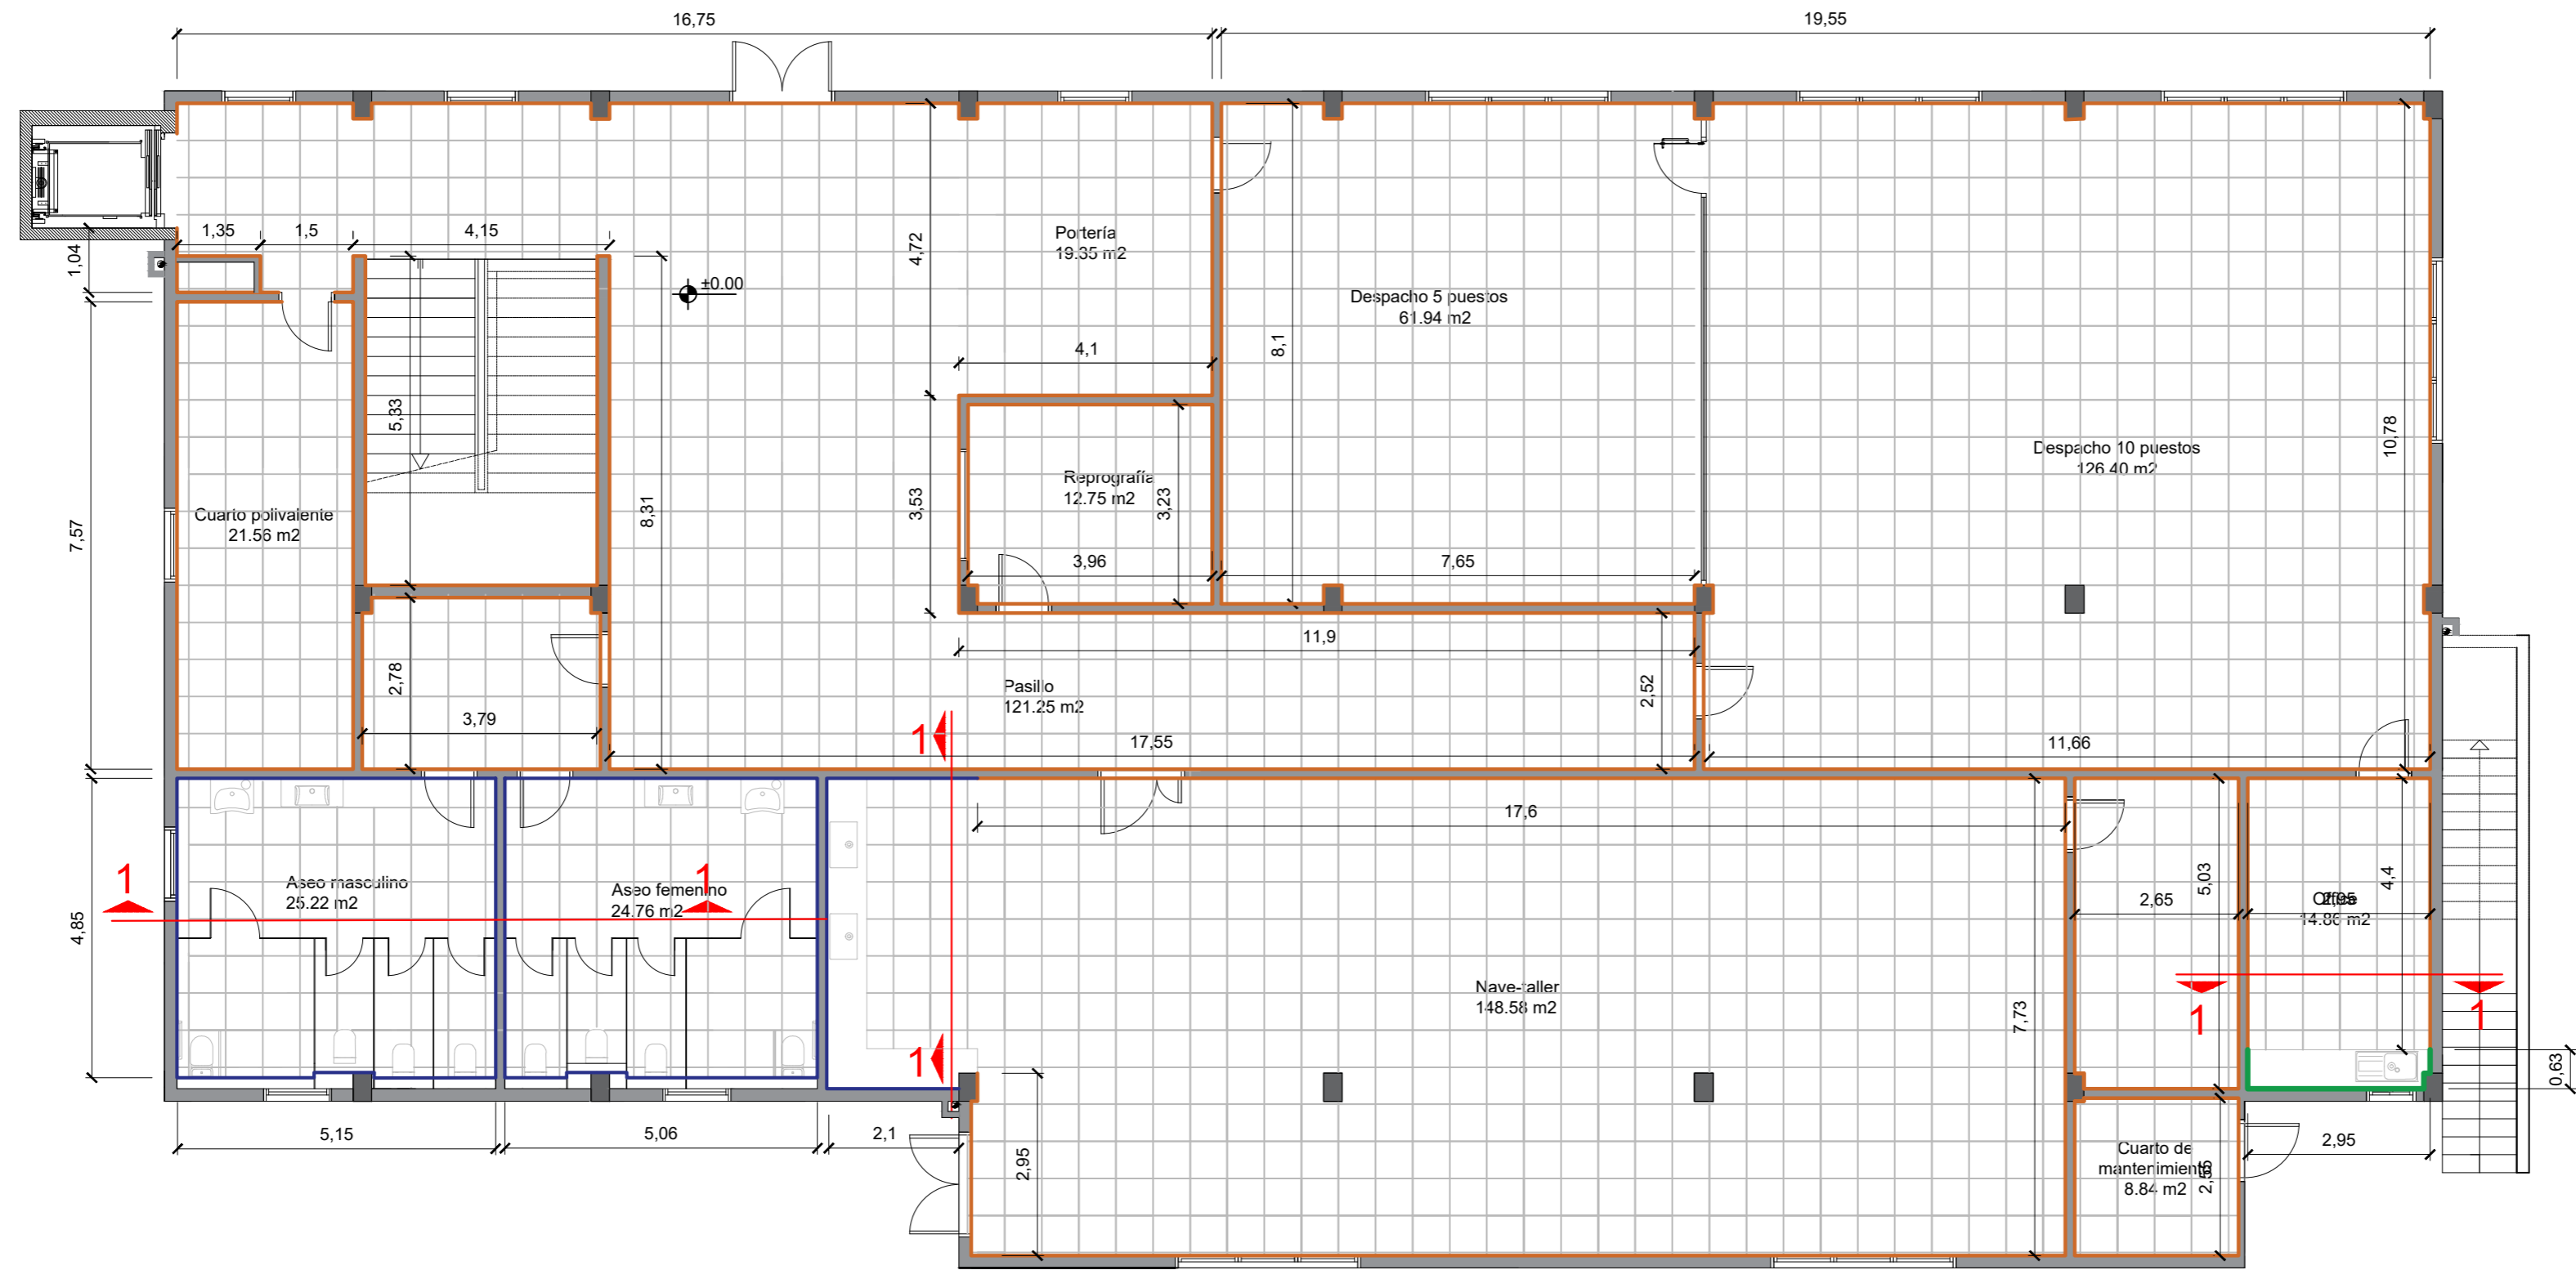 16,75
19,55
1,35
1,5
4,15
1,04
4,72
Portería
19.35 m2
±0.00
Despacho 5 puestos
61.94 m2
8,1
4,1
5,33
10,78
Despacho 10 puestos
126.40 m2
Reprografía
12.75 m2
3,23
3,53
8,31
Cuarto polivalente
21.56 m2
7,57
3,96
7,65
11,9
2,78
Pasillo
121.25 m2
2,52
3,79
1
17,55
11,66
17,6
1
Aseo masculino
25.22 m2
1
Aseo femenino
24.76 m2
4,85
2,65
5,03
4,4
Office
2,95
14.86 m2
Nave-taller
148.58 m2
7,73
1
1
1
0,63
5,15
5,06
2,1
2,95
2,95
Cuarto de
mantenimiento
8.84 m2